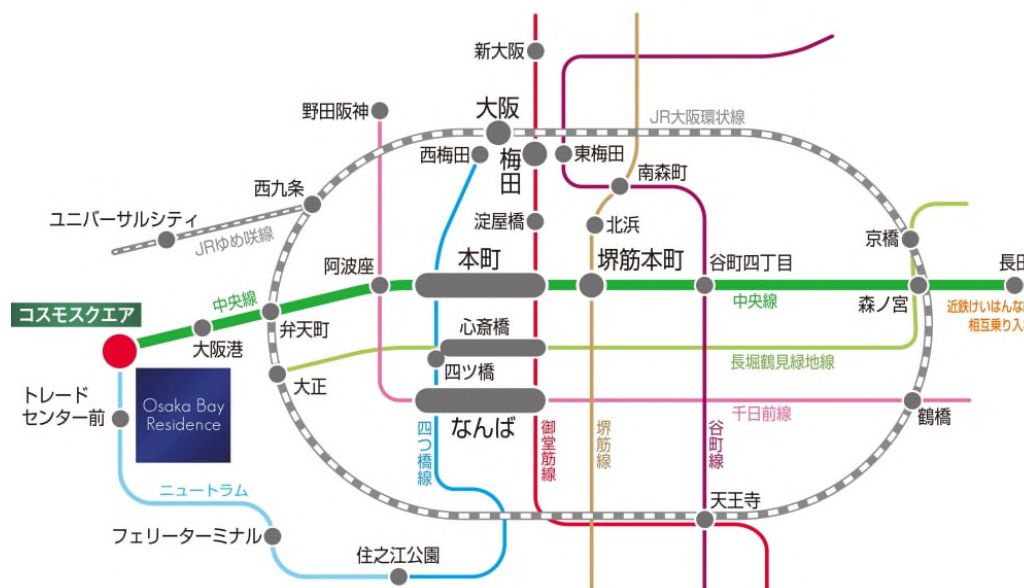 新大阪
野田阪神
大阪
JR大阪環状線
西梅田
梅田
東梅田
西九条
南森町
ユニバーサルシティ
JRゆめ咲線
淀屋橋
北浜
京橋
阿波座
本町
堺筋本町
谷町四丁目
長田
コスモスクエア
中央線
中央線
森ノ宮
近鉄けいはんな
相互乗り入
大阪港
弁天町
心斎橋
長堀鶴見緑地線
四ツ橋
大正
トレード
センター前
Osaka Bay
Residence
なんば
千日前線
鶴橋
四つ橋線
御堂筋線
堺筋線
谷町線
ニュートラム
天王寺
フェリーターミナル
住之江公園